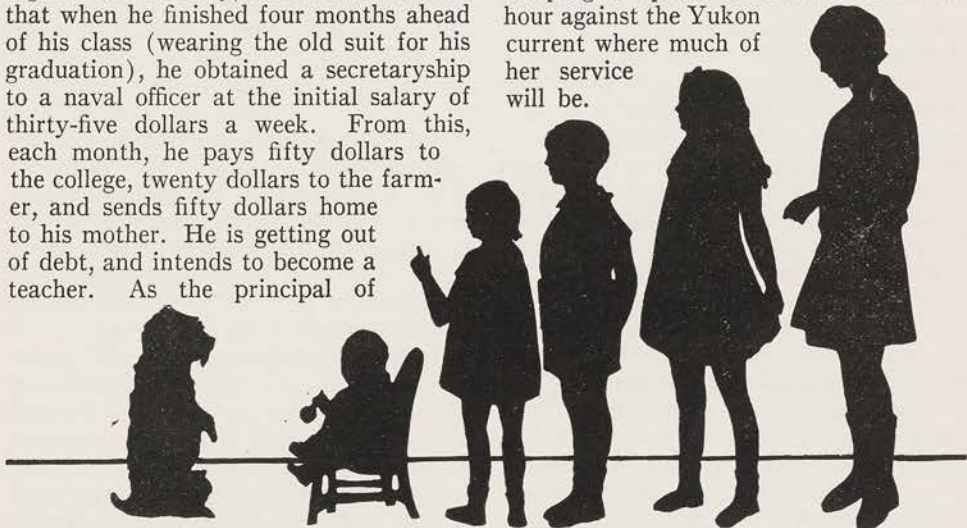 that when he finished four months ahead
of his class (wearing the old suit for his
graduation), he obtained a secretaryship
to a naval officer at the initial salary of
thirty-five dollars a week. From this,
each month, he pays fifty dollars to
the college, twenty dollars to the farm-
er, and sends fifty dollars home
to his mother. He is getting out
of debt, and intends to become a
teacher. As the principal of
hour against the Yukon
current where much of
her service
will be.